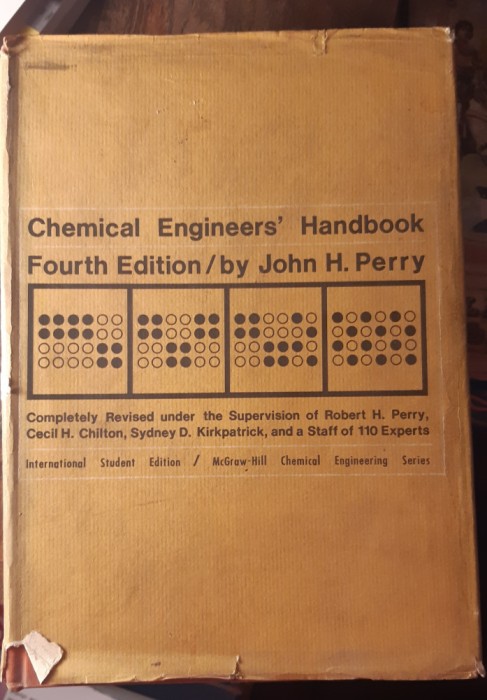 Chemical Engineers' Handbook
Fourth Edition/by John H. Perry
Completely Revised under the Supervision of Robert H. Perry,
Cecil H. Chilton, Sydney D. Kirkpatrick, and a Staff of 110 Experts
International Student Edition / McGraw-Hill Chemical Engineering Series